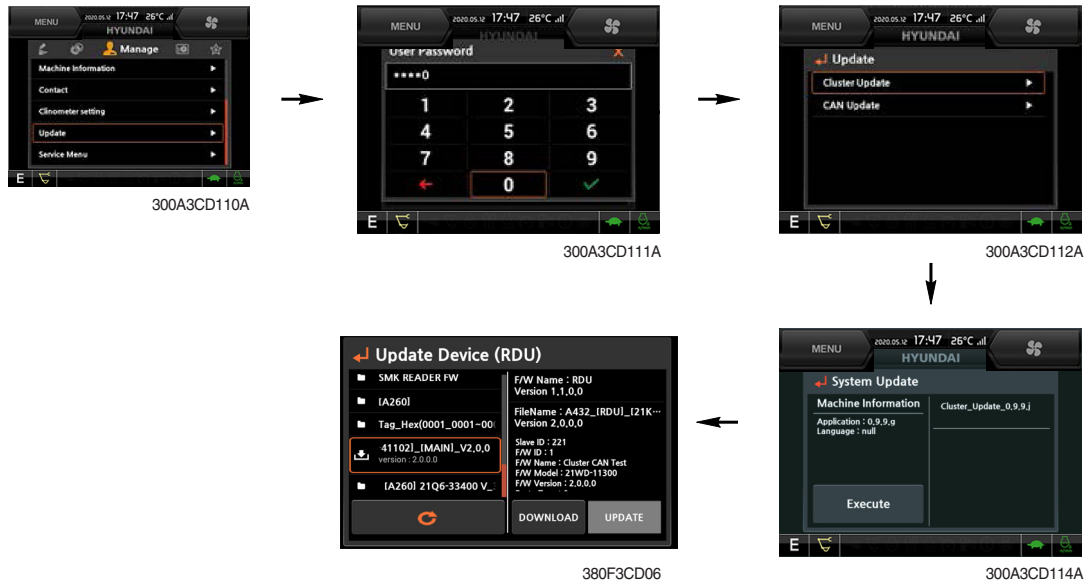 MENU
2020.05.12 17:47 26°C
HYUNDAI
Manage
Machine Information
Contact
Clinometer setting
Update
Service Menu
E
300A3CD110A
MENU
2020.05.12 17:47 26°C
HYUNDAI
User Password X
****0
1 2 3
4 5 6
7 8 9
0
E
300A3CD111A
MENU
2020.05.12 17:47 26°C
HYUNDAI
Update
Cluster Update
CAN Update
E
300A3CD112A
MENU
2020.05.12 17:47 26°C
HYUNDAI
System Update
Machine Information
Application : 0,9,9,g
Language : null
Cluster_Update_0,9,9,j
Execute
E
300A3CD114A
Update Device (RDU)
SMK READER FW
[A260]
Tag_Hex(0001_0001~00
41102]_[MAIN]_V2,0,0
version : 2.0.0.0
[A260] 21Q6-33400 V_
F/W Name : RDU
Version 1,1,0,0
FileName : A432_[RDU]_[21K···
Version 2,0,0,0
Slave ID : 221
F/W ID : 1
F/W Name : Cluster CAN Test
F/W Model : 21WD-11300
F/W Version : 2,0,0,0
DOWNLOAD UPDATE
380F3CD06